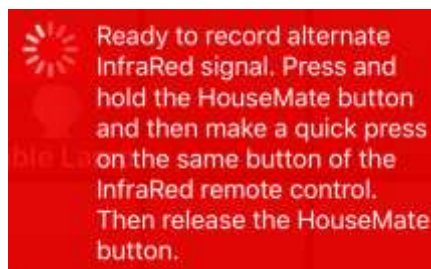 Ready to record alternate
InfraRed signal. Press and
hold the HouseMate button
and then make a quick press
on the same button of the
InfraRed remote control.
Then release the HouseMate
button.